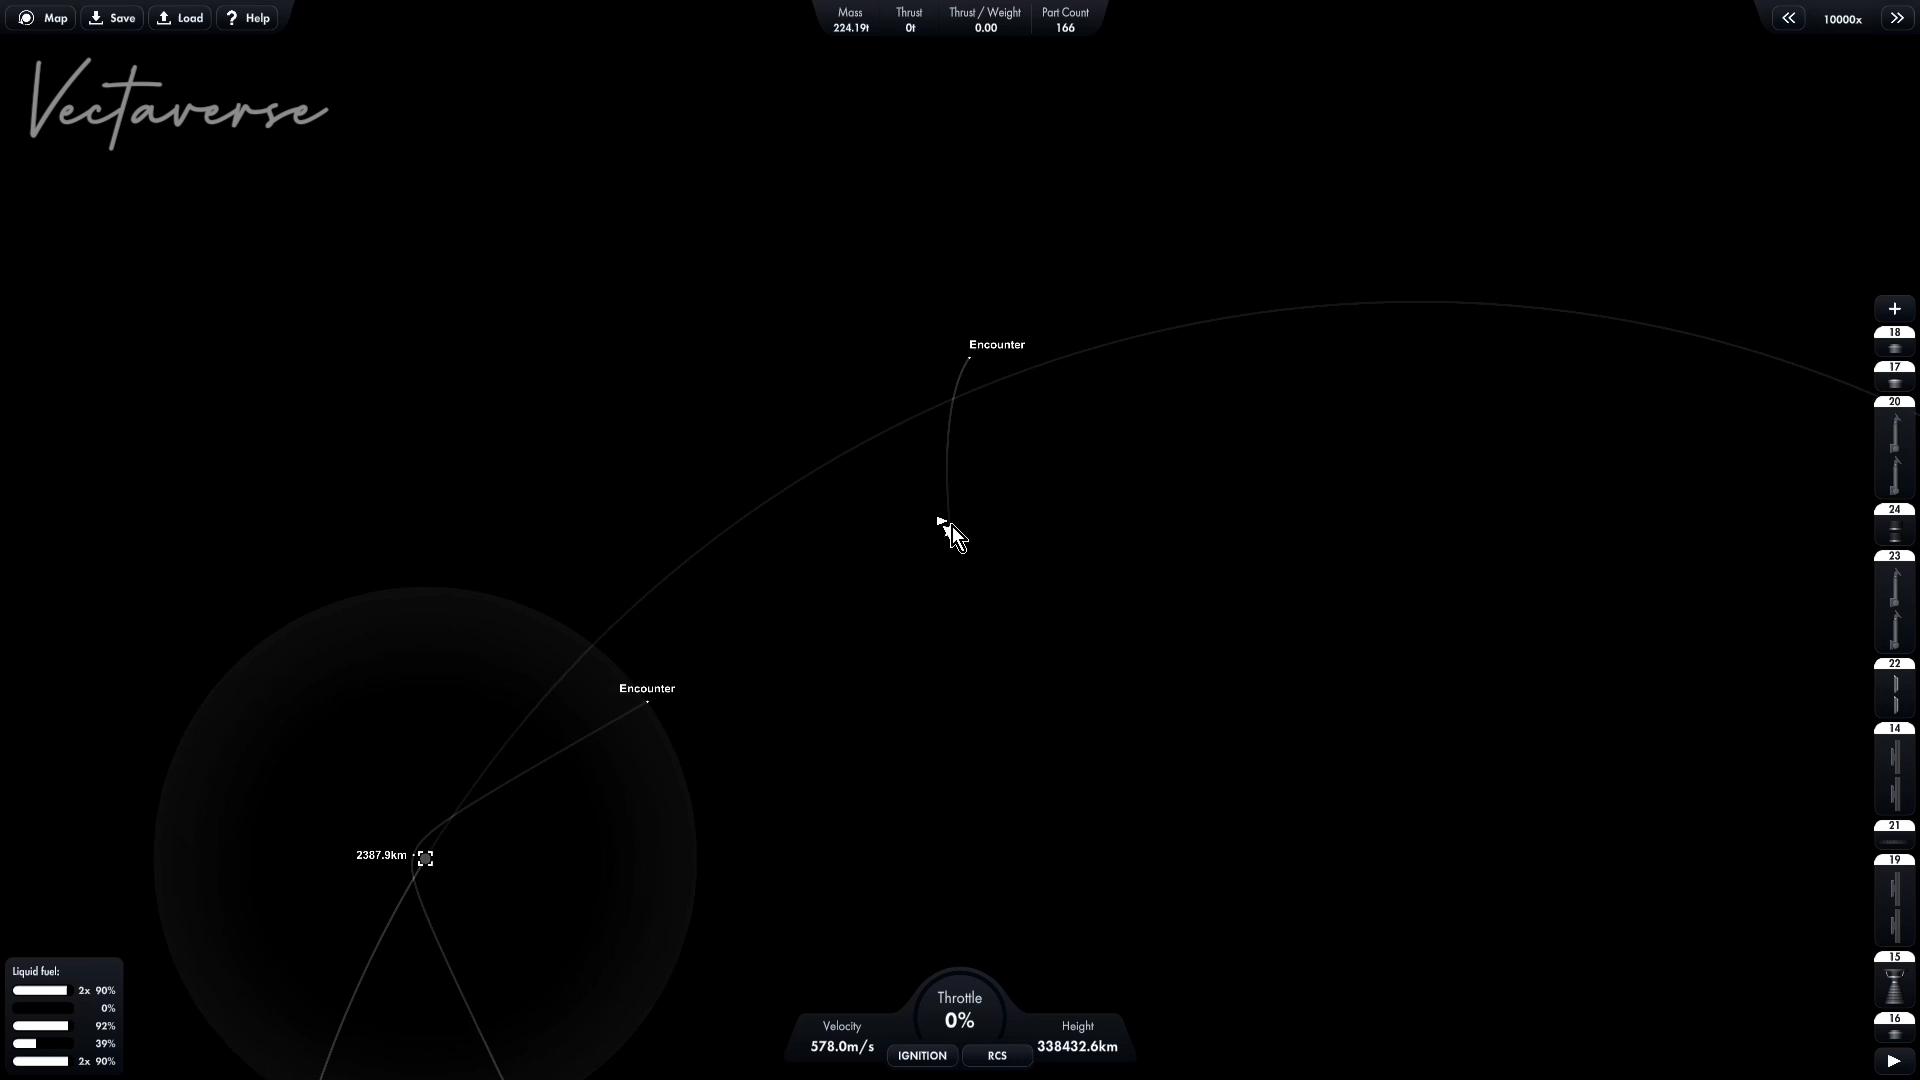 Map
Save
Load
? Help
Mass
224.19t
Thrust
0t
Thrust / Weight
0.00
Part Count
166
10000x
Vectaverse
Encounter
Encounter
2387.9km
18
17
20
24
23
22
14
21
19
15
16
Liquid fuel:
2x 90%
0%
92%
39%
2x 90%
Throttle
0%
Velocity
578.0m/s
Height
338432.6km
IGNITION
RCS